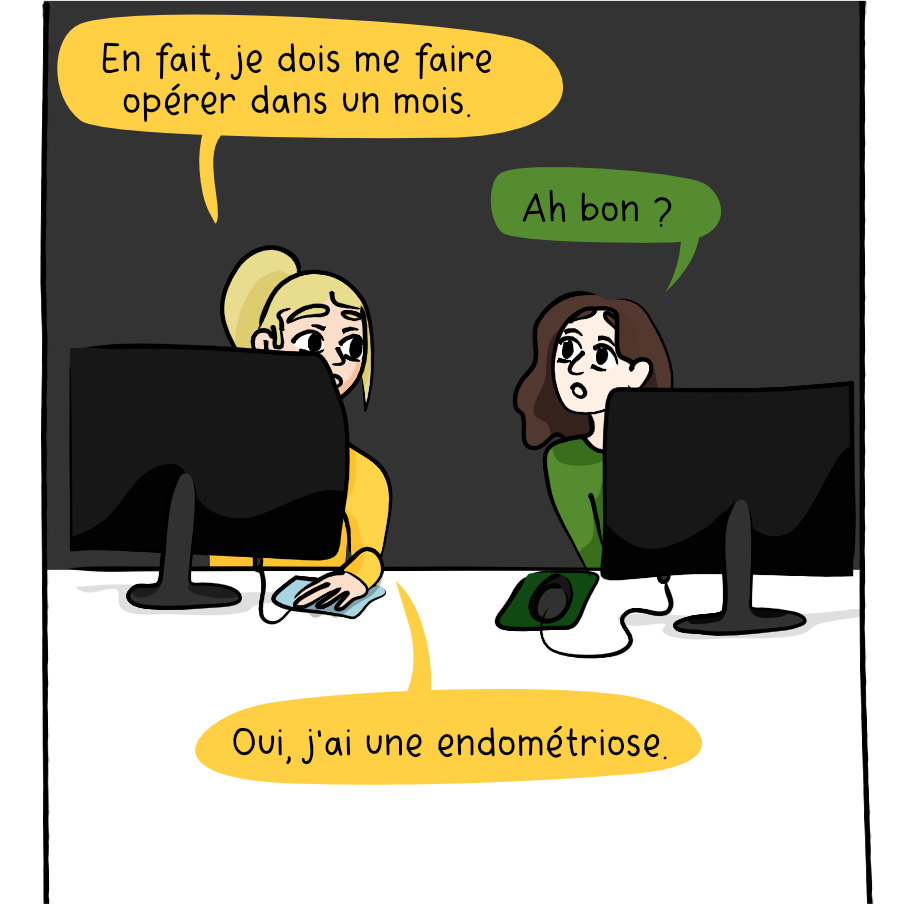 En fait, je dois me faire
opérer dans un mois.
Ah bon ?
Oui, j'ai une endométriose.